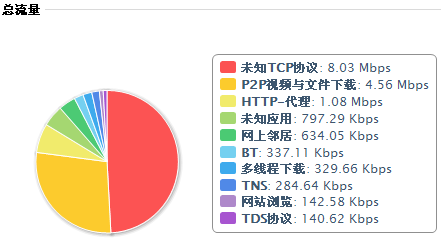 总流量
未知TCP协议: 8.03 Mbps
P2P视频与文件下载: 4.56 Mbps
HTTP-代理: 1.08 Mbps
未知应用: 797.29 Kbps
网上邻居: 634.05 Kbps
BT: 337.11 Kbps
多线程下载: 329.66 Kbps
TNS: 284.64 Kbps
网站浏览: 142.58 Kbps
TDS协议: 140.62 Kbps